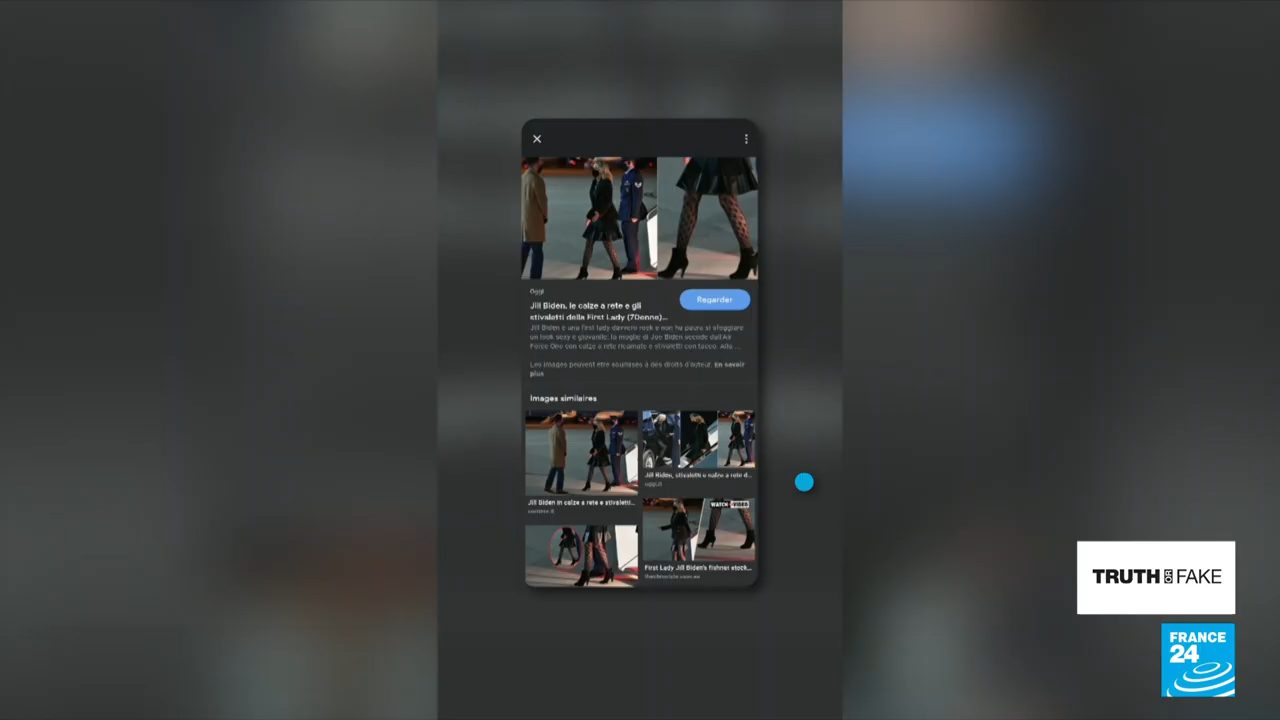 Oggi
Jill Biden, le calze a rete e gli
stivaletti della First Lady (7Donne)...
Regarder
Jill Biden è una first lady davvero rock e non ha paura si sfoggiare
un look sexy e giovanile: la moglie di Joe Biden scende dall'Air
Force One con calze a rete ricamate e stivaletti con tacco. Alla ...
Les images peuvent être soumises à des droits d'auteur. En savoir
plus
Images similaires
Jill Biden, stivaletti e calze a rete d...
oggi.it
Jill Biden in calze a rete e stivaletti...
WATCH VIDEO
First Lady Jill Biden's fishnet stock...
TRUTH OR FAKE
FRANCE
24